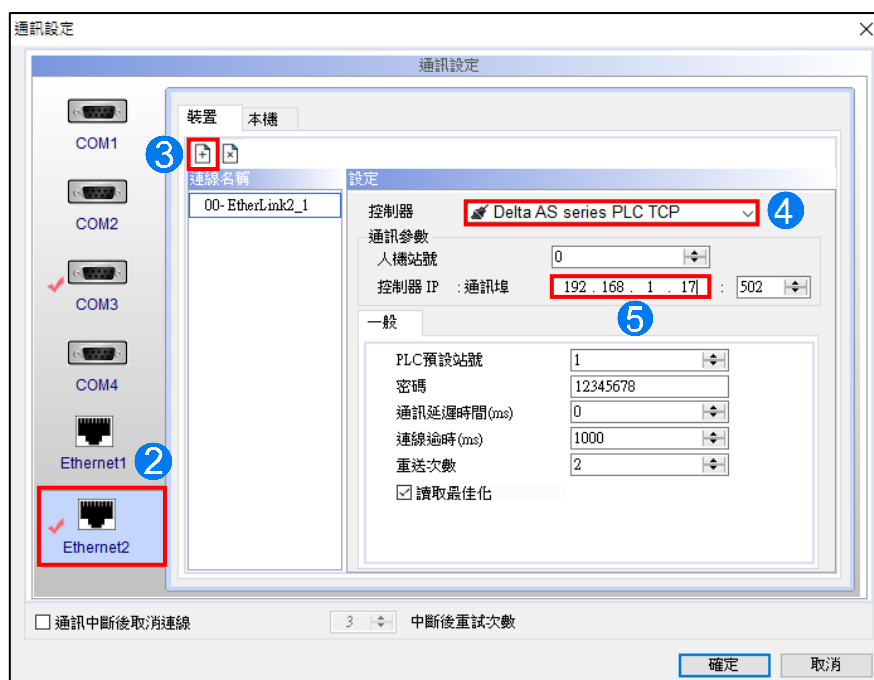 通訊設定
通訊設定
COM1
COM2
COM3
COM4
Ethernet1
2
Ethernet2
裝置 本機
3
連線名稱
00- EtherLink2_1
設定
控制器 Delta AS series PLC TCP 4
通訊參數
人機站號 0
控制器 IP : 通訊埠 192 . 168 . 1 . 17 : 502
5
一般
PLC預設站號 1
密碼 12345678
通訊延遲時間(ms) 0
連線逾時(ms) 1000
重送次數 2
讀取最佳化
通訊中斷後取消連線 3 中斷後重試次數
確定 取消